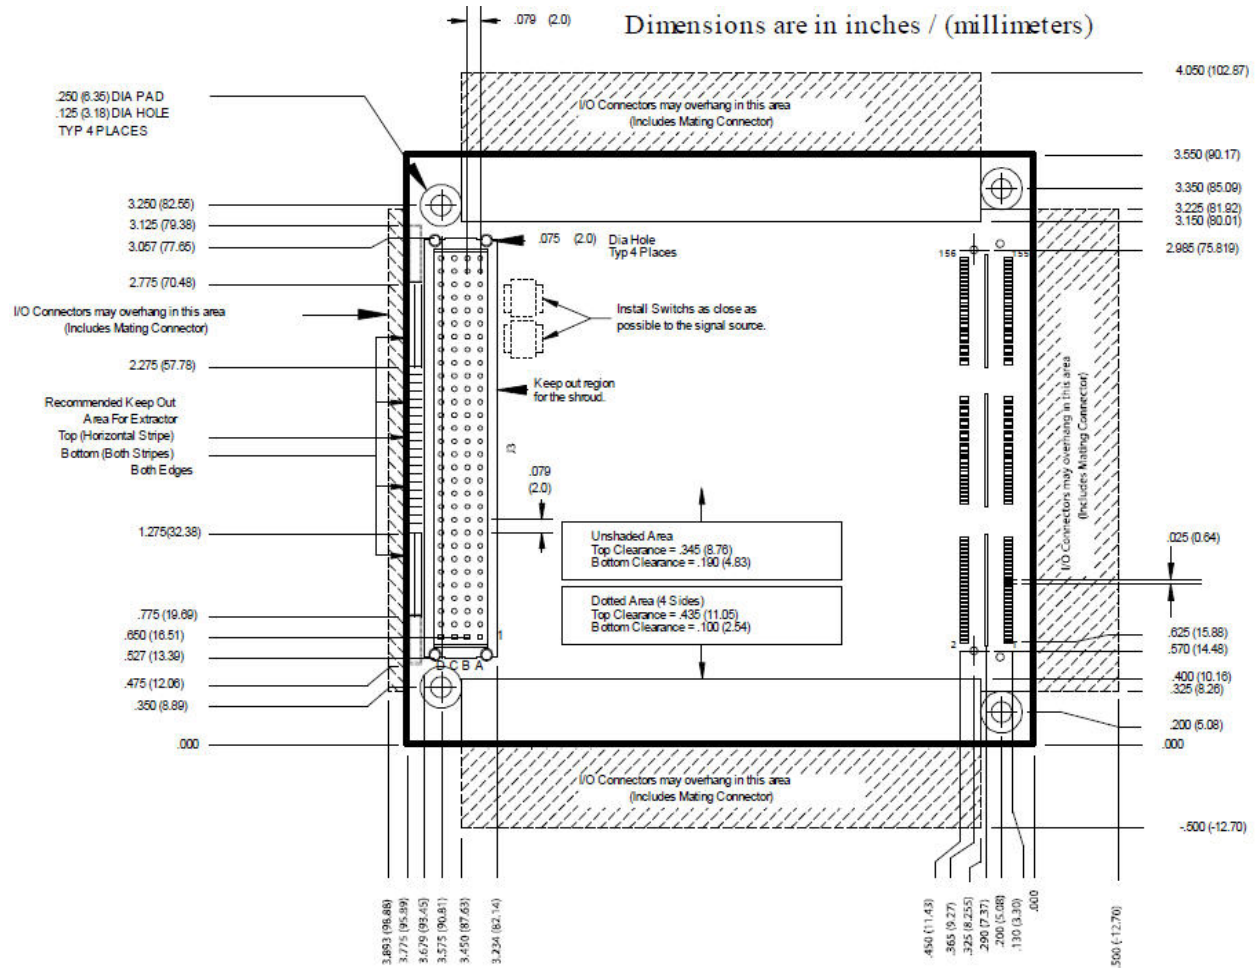 .079 (2.0)
Dimensions are in inches / (millimeters)
4.050 (102.87)
.250 (6.35) DIA PAD
.125 (3.18) DIA HOLE
TYP 4 PLACES
I/O Connectors may overhang in this area
(Includes Mating Connector)
3.550 (90.17)
3.350 (85.09)
3.225 (81.92)
3.150 (80.01)
2.985 (75.819)
3.250 (82.55)
3.125 (79.38)
3.057 (77.65)
2.775 (70.48)
.075 (2.0) Dia Hole
Typ 4 Places
156
155
I/O Connectors may overhang in this area
(Includes Mating Connector)
Install Switchs as close as
possible to the signal source.
2.275 (57.78)
Keep out region
for the shroud.
Recommended Keep Out
Area For Extractor
Top (Horizontal Stripe)
Bottom (Both Stripes)
Both Edges
J3
I/O Connectors may overhang in this area
(Includes Mating Connector)
.079
(2.0)
1.275(32.38)
Unshaded Area
Top Clearance = .345 (8.76)
Bottom Clearance = .190 (4.83)
.025 (0.64)
Dotted Area (4 Sides)
Top Clearance = .435 (11.05)
Bottom Clearance = .100 (2.54)
.775 (19.69)
.650 (16.51)
.527 (13.39)
.475 (12.06)
.350 (8.89)
1
D C B A
2
1
.625 (15.88)
.570 (14.48)
.400 (10.16)
.325 (8.26)
.200 (5.08)
.000
.000
I/O Connectors may overhang in this area
(Includes Mating Connector)
-.500 (-12.70)
3.893 (98.88)
3.775 (95.89)
3.679 (93.45)
3.575 (90.81)
3.450 (87.63)
3.234 (82.14)
.450 (11.43)
.365 (9.27)
.325 (8.255)
.290 (7.37)
.200 (5.08)
.130 (3.30)
.000
.500 (-12.70)